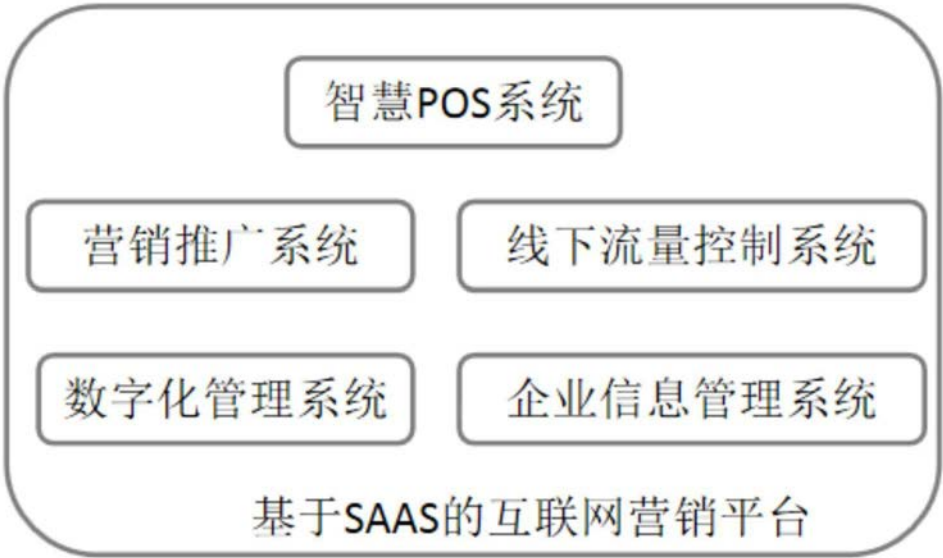 智慧POS系统
营销推广系统
线下流量控制系统
数字化管理系统
企业信息管理系统
基于SAAS的互联网营销平台